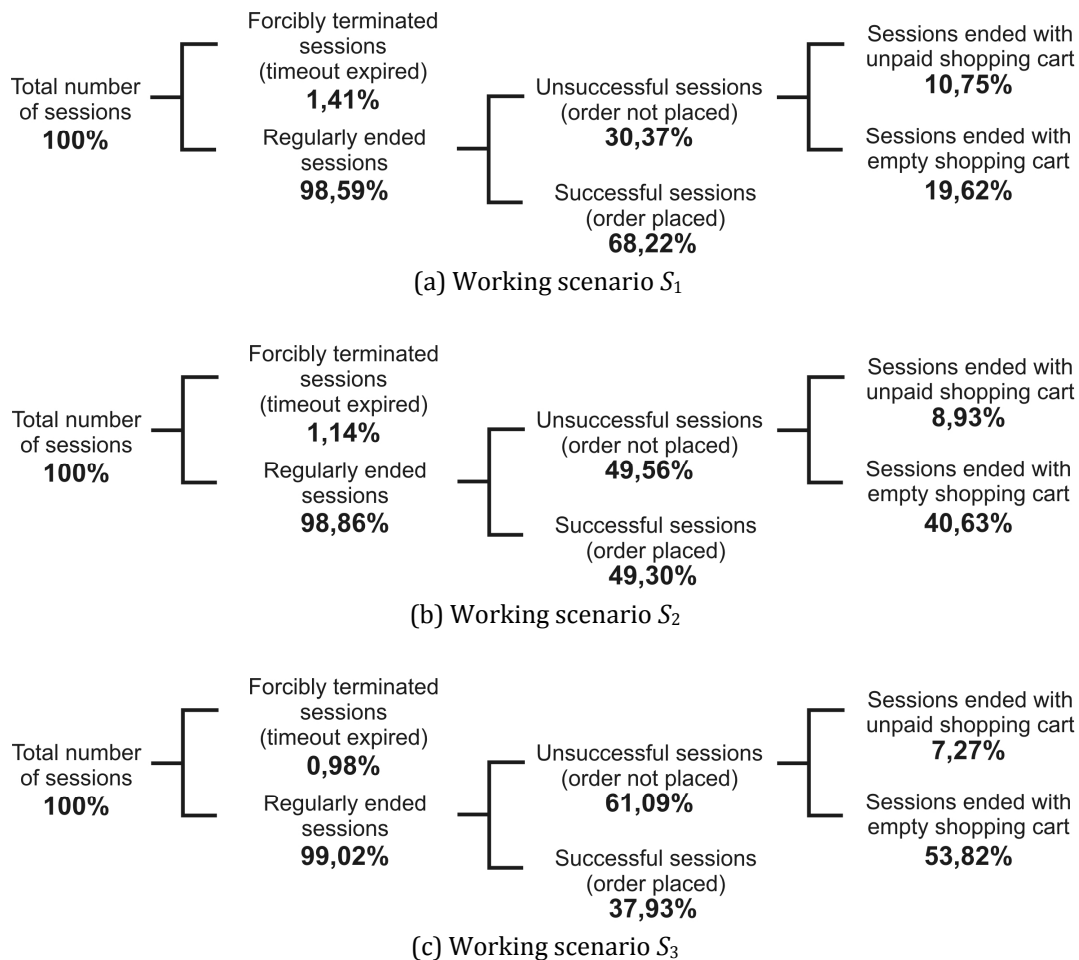 Total number
of sessions
100%
Forcibly terminated
sessions
(timeout expired)
1,41%
Regularly ended
sessions
98,59%
Unsuccessful sessions
(order not placed)
30,37%
Successful sessions
(order placed)
68,22%
Sessions ended with
unpaid shopping cart
10,75%
Sessions ended with
empty shopping cart
19,62%
(a) Working scenario S1
Total number
of sessions
100%
Forcibly terminated
sessions
(timeout expired)
1,14%
Regularly ended
sessions
98,86%
Unsuccessful sessions
(order not placed)
49,56%
Successful sessions
(order placed)
49,30%
Sessions ended with
unpaid shopping cart
8,93%
Sessions ended with
empty shopping cart
40,63%
(b) Working scenario S2
Total number
of sessions
100%
Forcibly terminated
sessions
(timeout expired)
0,98%
Regularly ended
sessions
99,02%
Unsuccessful sessions
(order not placed)
61,09%
Successful sessions
(order placed)
37,93%
Sessions ended with
unpaid shopping cart
7,27%
Sessions ended with
empty shopping cart
53,82%
(c) Working scenario S3